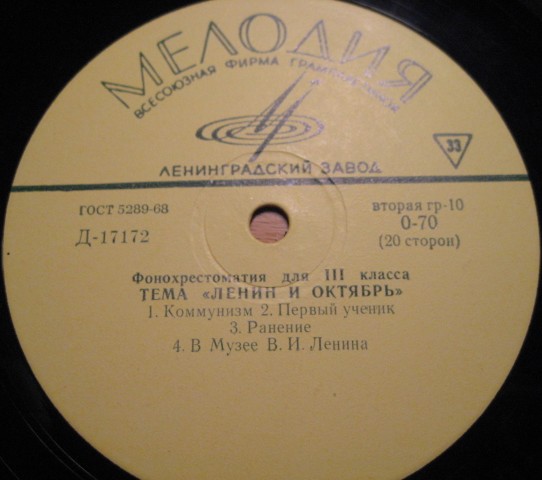 МЕЛОДИЯ
ВСЕСОЮЗНАЯ ФИРМА ГРАМПЛАСТИНОК
33
ЛЕНИНГРАДСКИЙ ЗАВОД
ГОСТ 5289-68
Д-17172
вторая гр-10
0-70
(20 сторон)
Фонохрестоматия для III класса
ТЕМА «ЛЕНИН И ОКТЯБРЬ»
1. Коммунизм 2. Первый ученик
3. Ранение
4. В Музее В. И. Ленина